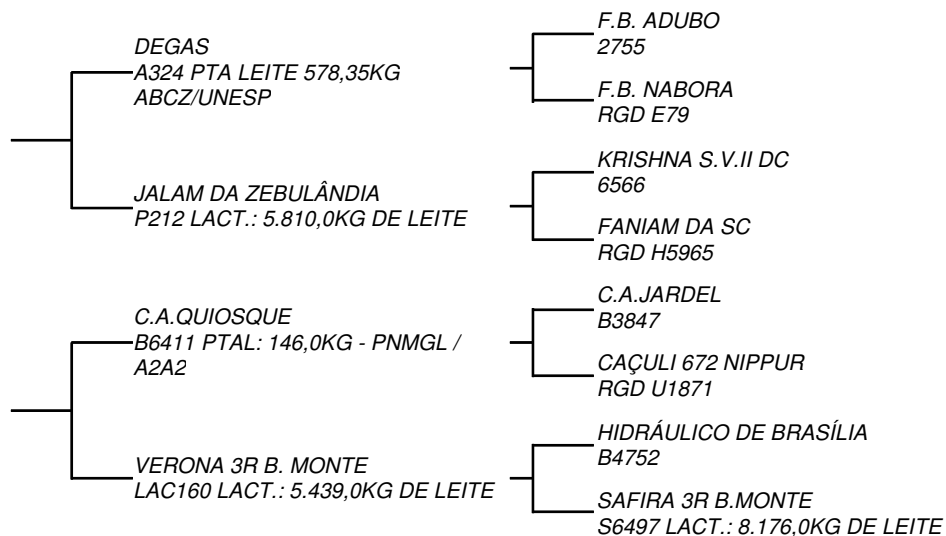 DEGAS
A324 PTA LEITE 578,35KG
ABCZ/UNESP
F.B. ADUBO
2755
F.B. NABORA
RGD E79
JALAM DA ZEBULÂNDIA
P212 LACT.: 5.810,0KG DE LEITE
KRISHNA S.V.II DC
6566
FANIAM DA SC
RGD H5965
C.A.QUIOSQUE
B6411 PTAL: 146,0KG - PNMGL /
A2A2
C.A.JARDEL
B3847
CAÇULI 672 NIPPUR
RGD U1871
VERONA 3R B. MONTE
LAC160 LACT.: 5.439,0KG DE LEITE
HIDRÁULICO DE BRASÍLIA
B4752
SAFIRA 3R B.MONTE
S6497 LACT.: 8.176,0KG DE LEITE